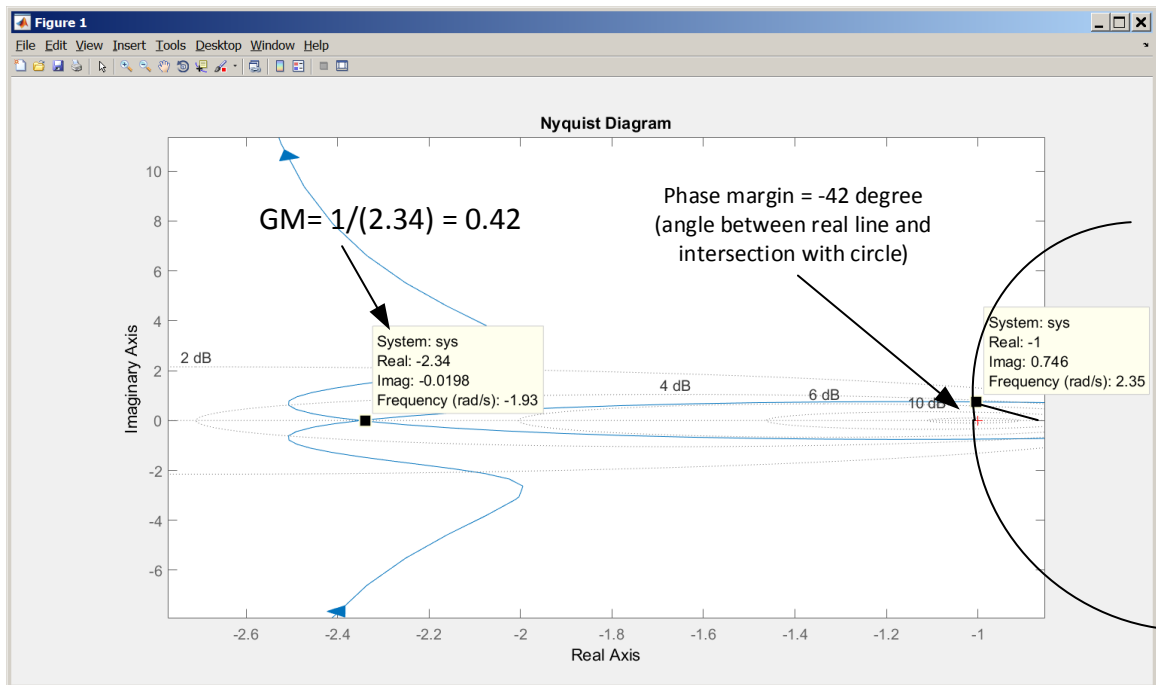 Figure 1
File Edit View Insert Tools Desktop Window Help
Nyquist Diagram
GM= 1/(2.34) = 0.42
Phase margin = -42 degree
(angle between real line and
intersection with circle)
System: sys
Real: -2.34
Imag: -0.0198
Frequency (rad/s): -1.93
System: sys
Real: -1
Imag: 0.746
Frequency (rad/s): 2.35
2 dB
4 dB
6 dB
10 dB
10
8
6
4
2
0
-2
-4
-6
Imaginary Axis
-2.6 -2.4 -2.2 -2 -1.8 -1.6 -1.4 -1.2 -1
Real Axis